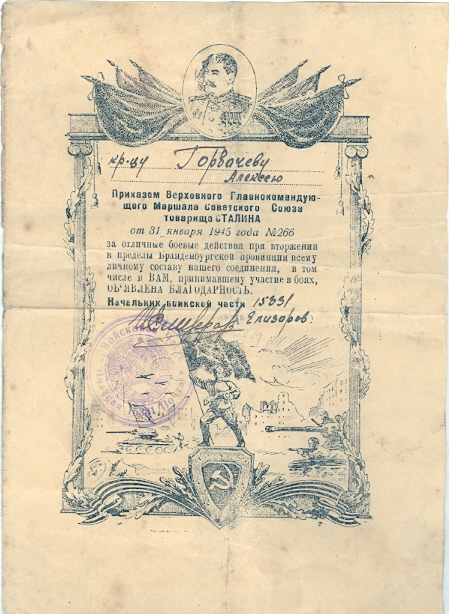 кр-цу Горбачеву
Алексею
Приказом Верховного Главнокомандую-
щего Маршала Советского Союза
товарища СТАЛИНА
от 31 января 1945 года №266
за отличные боевые действия при вторжении
в пределы Бранденбургской провинции всему
личному составу нашего соединения, в том
числе и ВАМ, принимавшему участие в боях,
ОБЪЯВЛЕНА БЛАГОДАРНОСТЬ.
Начальник воинской части 15331
Елизаров